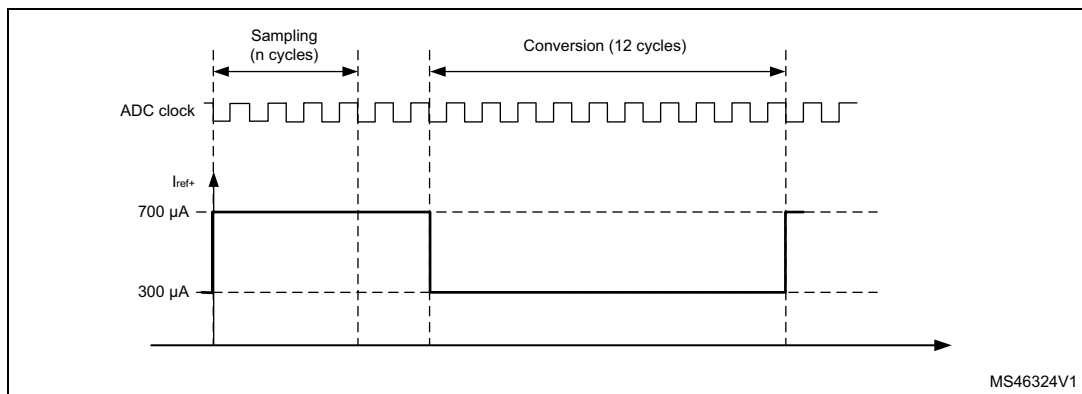 Sampling
(n cycles)
Conversion (12 cycles)
ADC clock
Iref+
700 µA
300 µA
MS46324V1